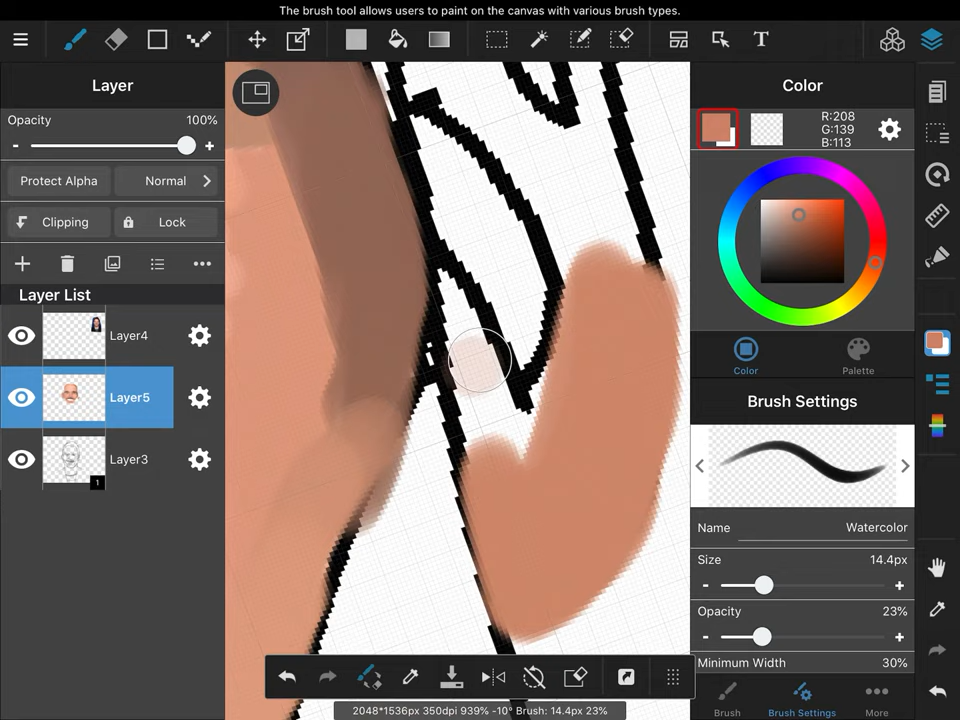 The brush tool allows users to paint on the canvas with various brush types.
T
Layer
Opacity 100%
- +
Protect Alpha
Normal
Clipping
Lock
Layer List
Layer4
Layer5
Layer3
1
Color
R:208
G:139
B:113
Color
Palette
Brush Settings
Name Watercolor
Size 14.4px
- +
Opacity 23%
- +
Minimum Width 30%
Brush
Brush Settings
More
2048*1536px 350dpi 939% -10° Brush: 14.4px 23%